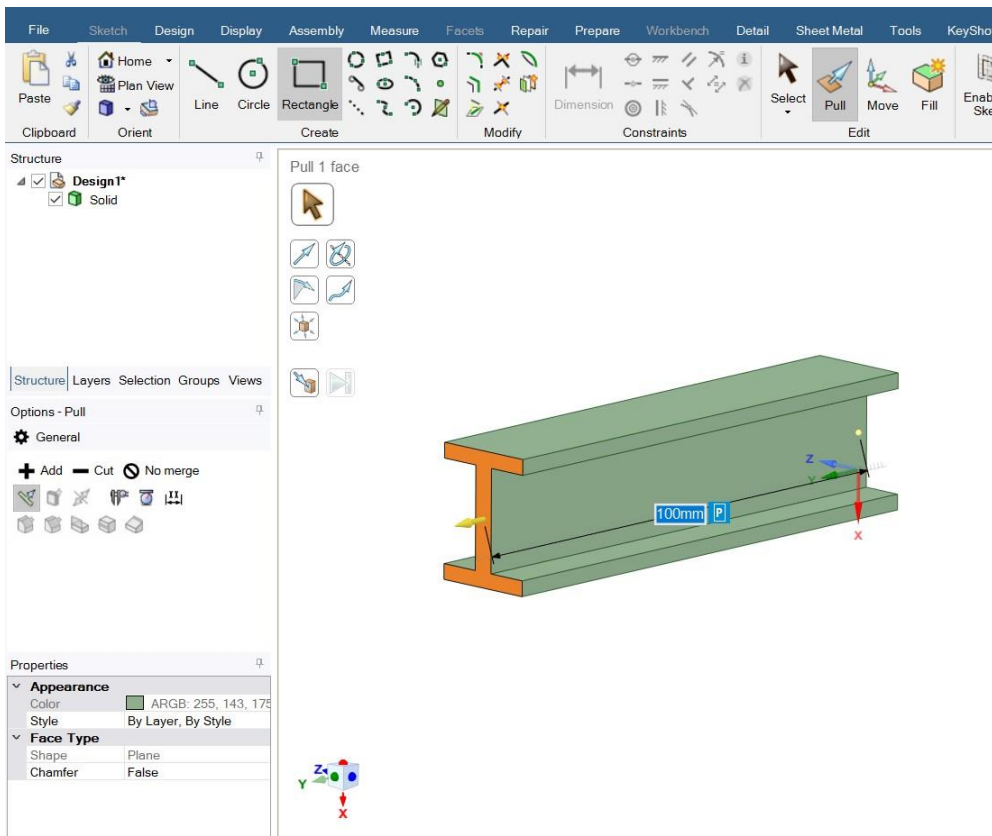 File Sketch Design Display Assembly Measure Facets Repair Prepare Workbench Detail Sheet Metal Tools KeySho
Home
Plan View
Paste Line Circle Rectangle Dimension Select Pull Move Fill Enab
Ske
Clipboard Orient Create Modify Constraints Edit
Structure
Design1*
Solid
Structure Layers Selection Groups Views
Options - Pull
General
Add Cut No merge
Properties
Appearance
Color ARGB: 255, 143, 175
Style By Layer, By Style
Face Type
Shape Plane
Chamfer False
Pull 1 face
Z
Y
100mm P
X
Z
Y
X